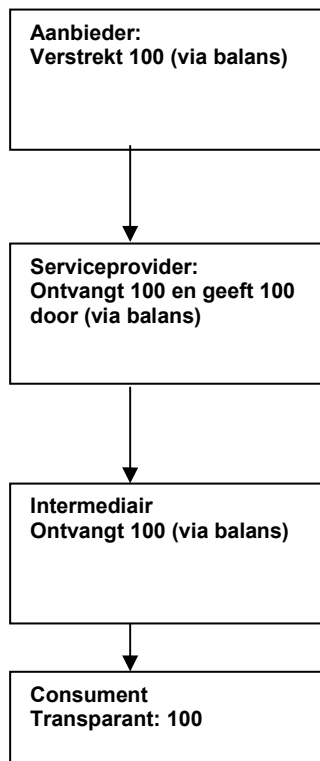 Aanbieder:
Verstrekt 100 (via balans)
Serviceprovider:
Ontvangt 100 en geeft 100
door (via balans)
Intermediair
Ontvangt 100 (via balans)
Consument
Transparant: 100